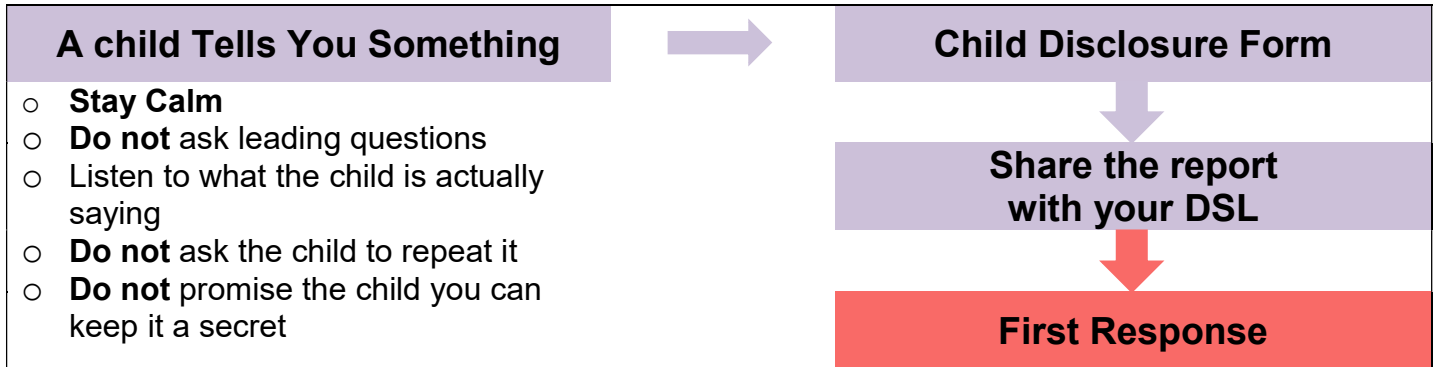 A child Tells You Something
o Stay Calm
o Do not ask leading questions
o Listen to what the child is actually
saying
o Do not ask the child to repeat it
o Do not promise the child you can
keep it a secret
Child Disclosure Form
Share the report
with your DSL
First Response